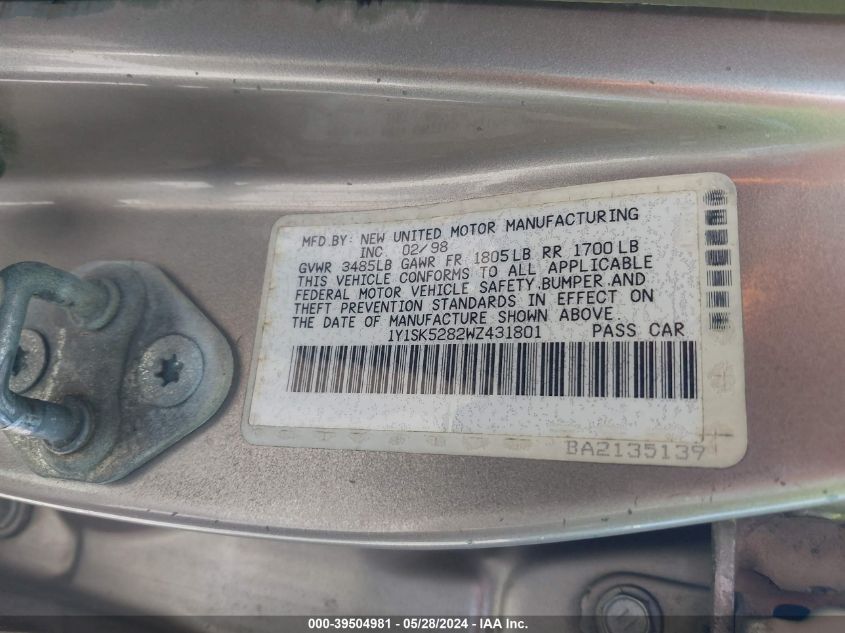 MFD.BY: NEW UNITED MOTOR MANUFACTURING
INC 02/98
GVWR 3485LB GAWR FR 1805LB RR 1700LB
THIS VEHICLE CONFORMS TO ALL APPLICABLE
FEDERAL MOTOR VEHICLE SAFETY,BUMPER,AND
THEFT PREVENTION STANDARDS IN EFFECT ON
THE DATE OF MANUFACTURE SHOWN ABOVE.
1Y1SK5282WZ431801 PASS CAR
BA2135139
000-39504981 - 05/28/2024 - IAA Inc.